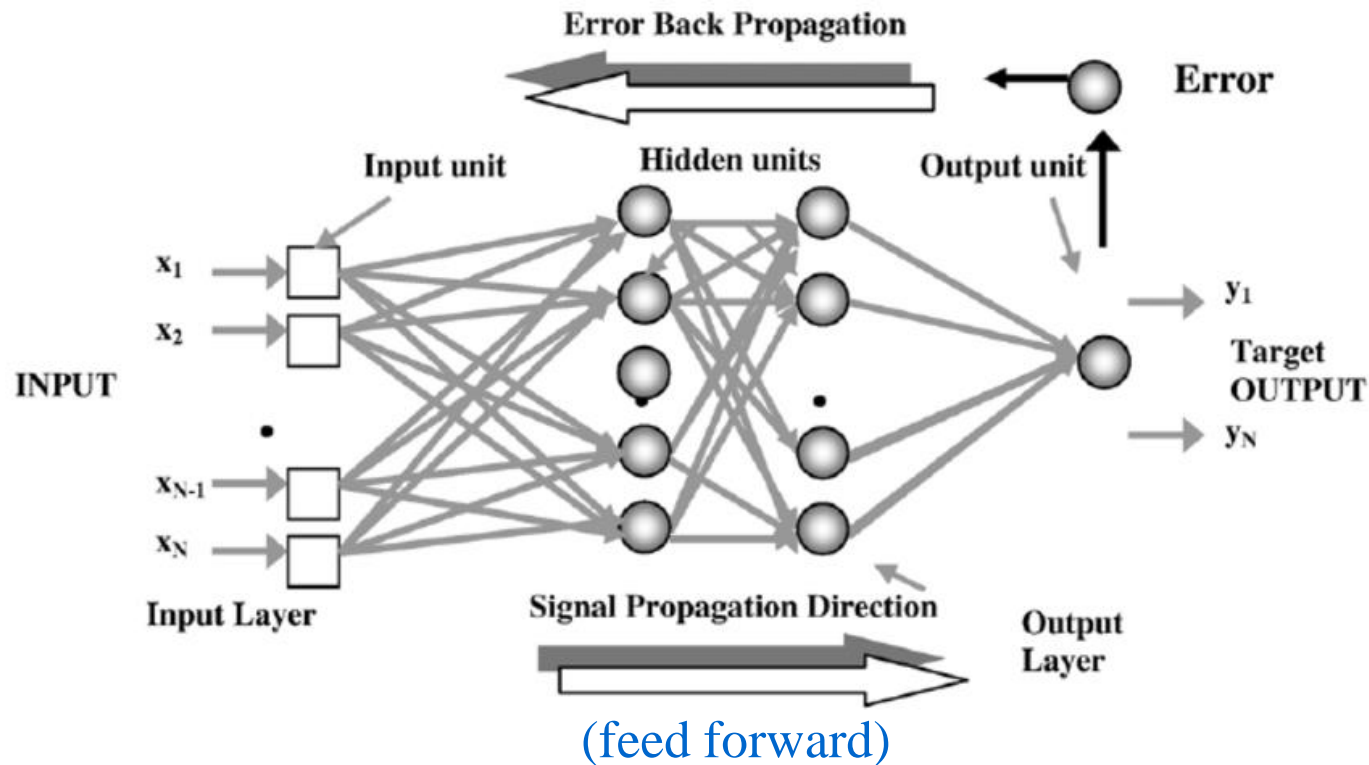 Error Back Propagation
Error
Input unit
Hidden units
Output unit
x₁
x₂
INPUT
xN-1
xN
y₁
Target
OUTPUT
yN
Input Layer
Signal Propagation Direction
Output
Layer
(feed forward)